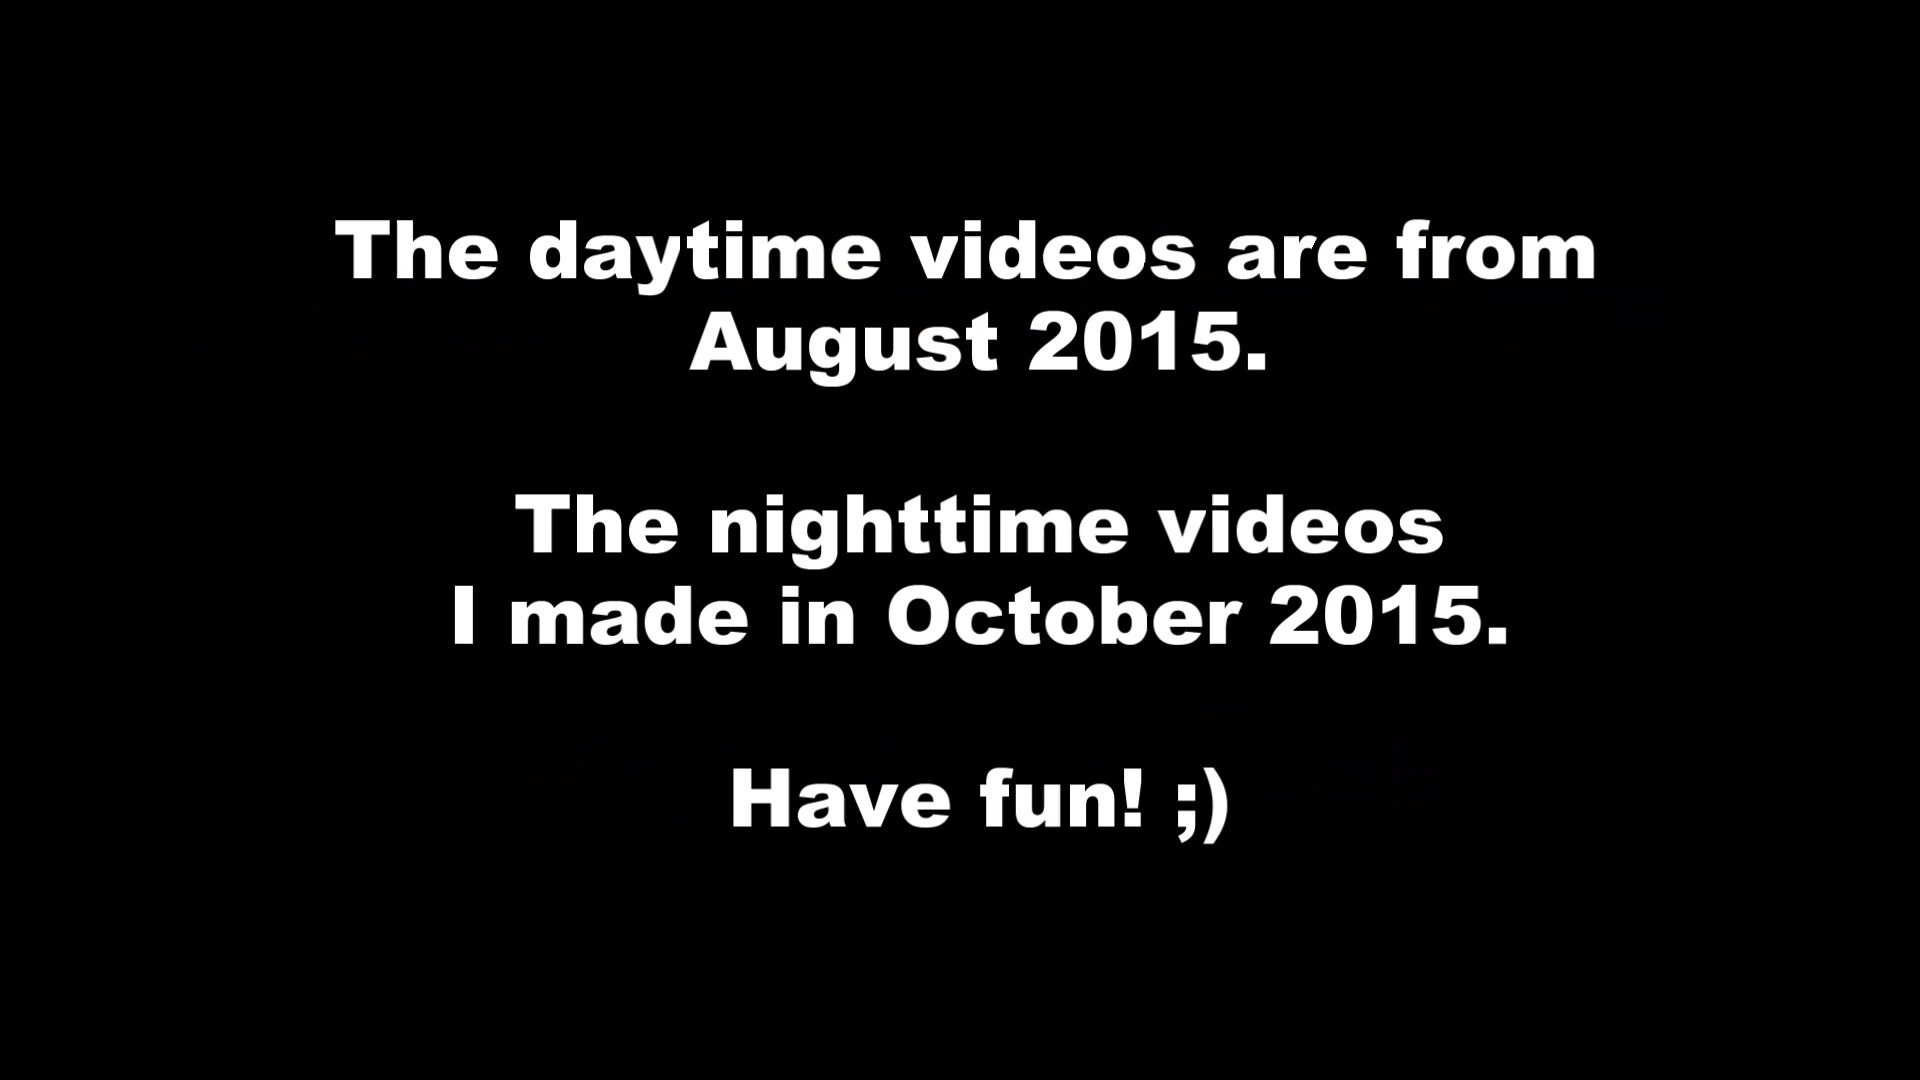 The daytime videos are from
August 2015.
The nighttime videos
I made in October 2015.
Have fun! ;)